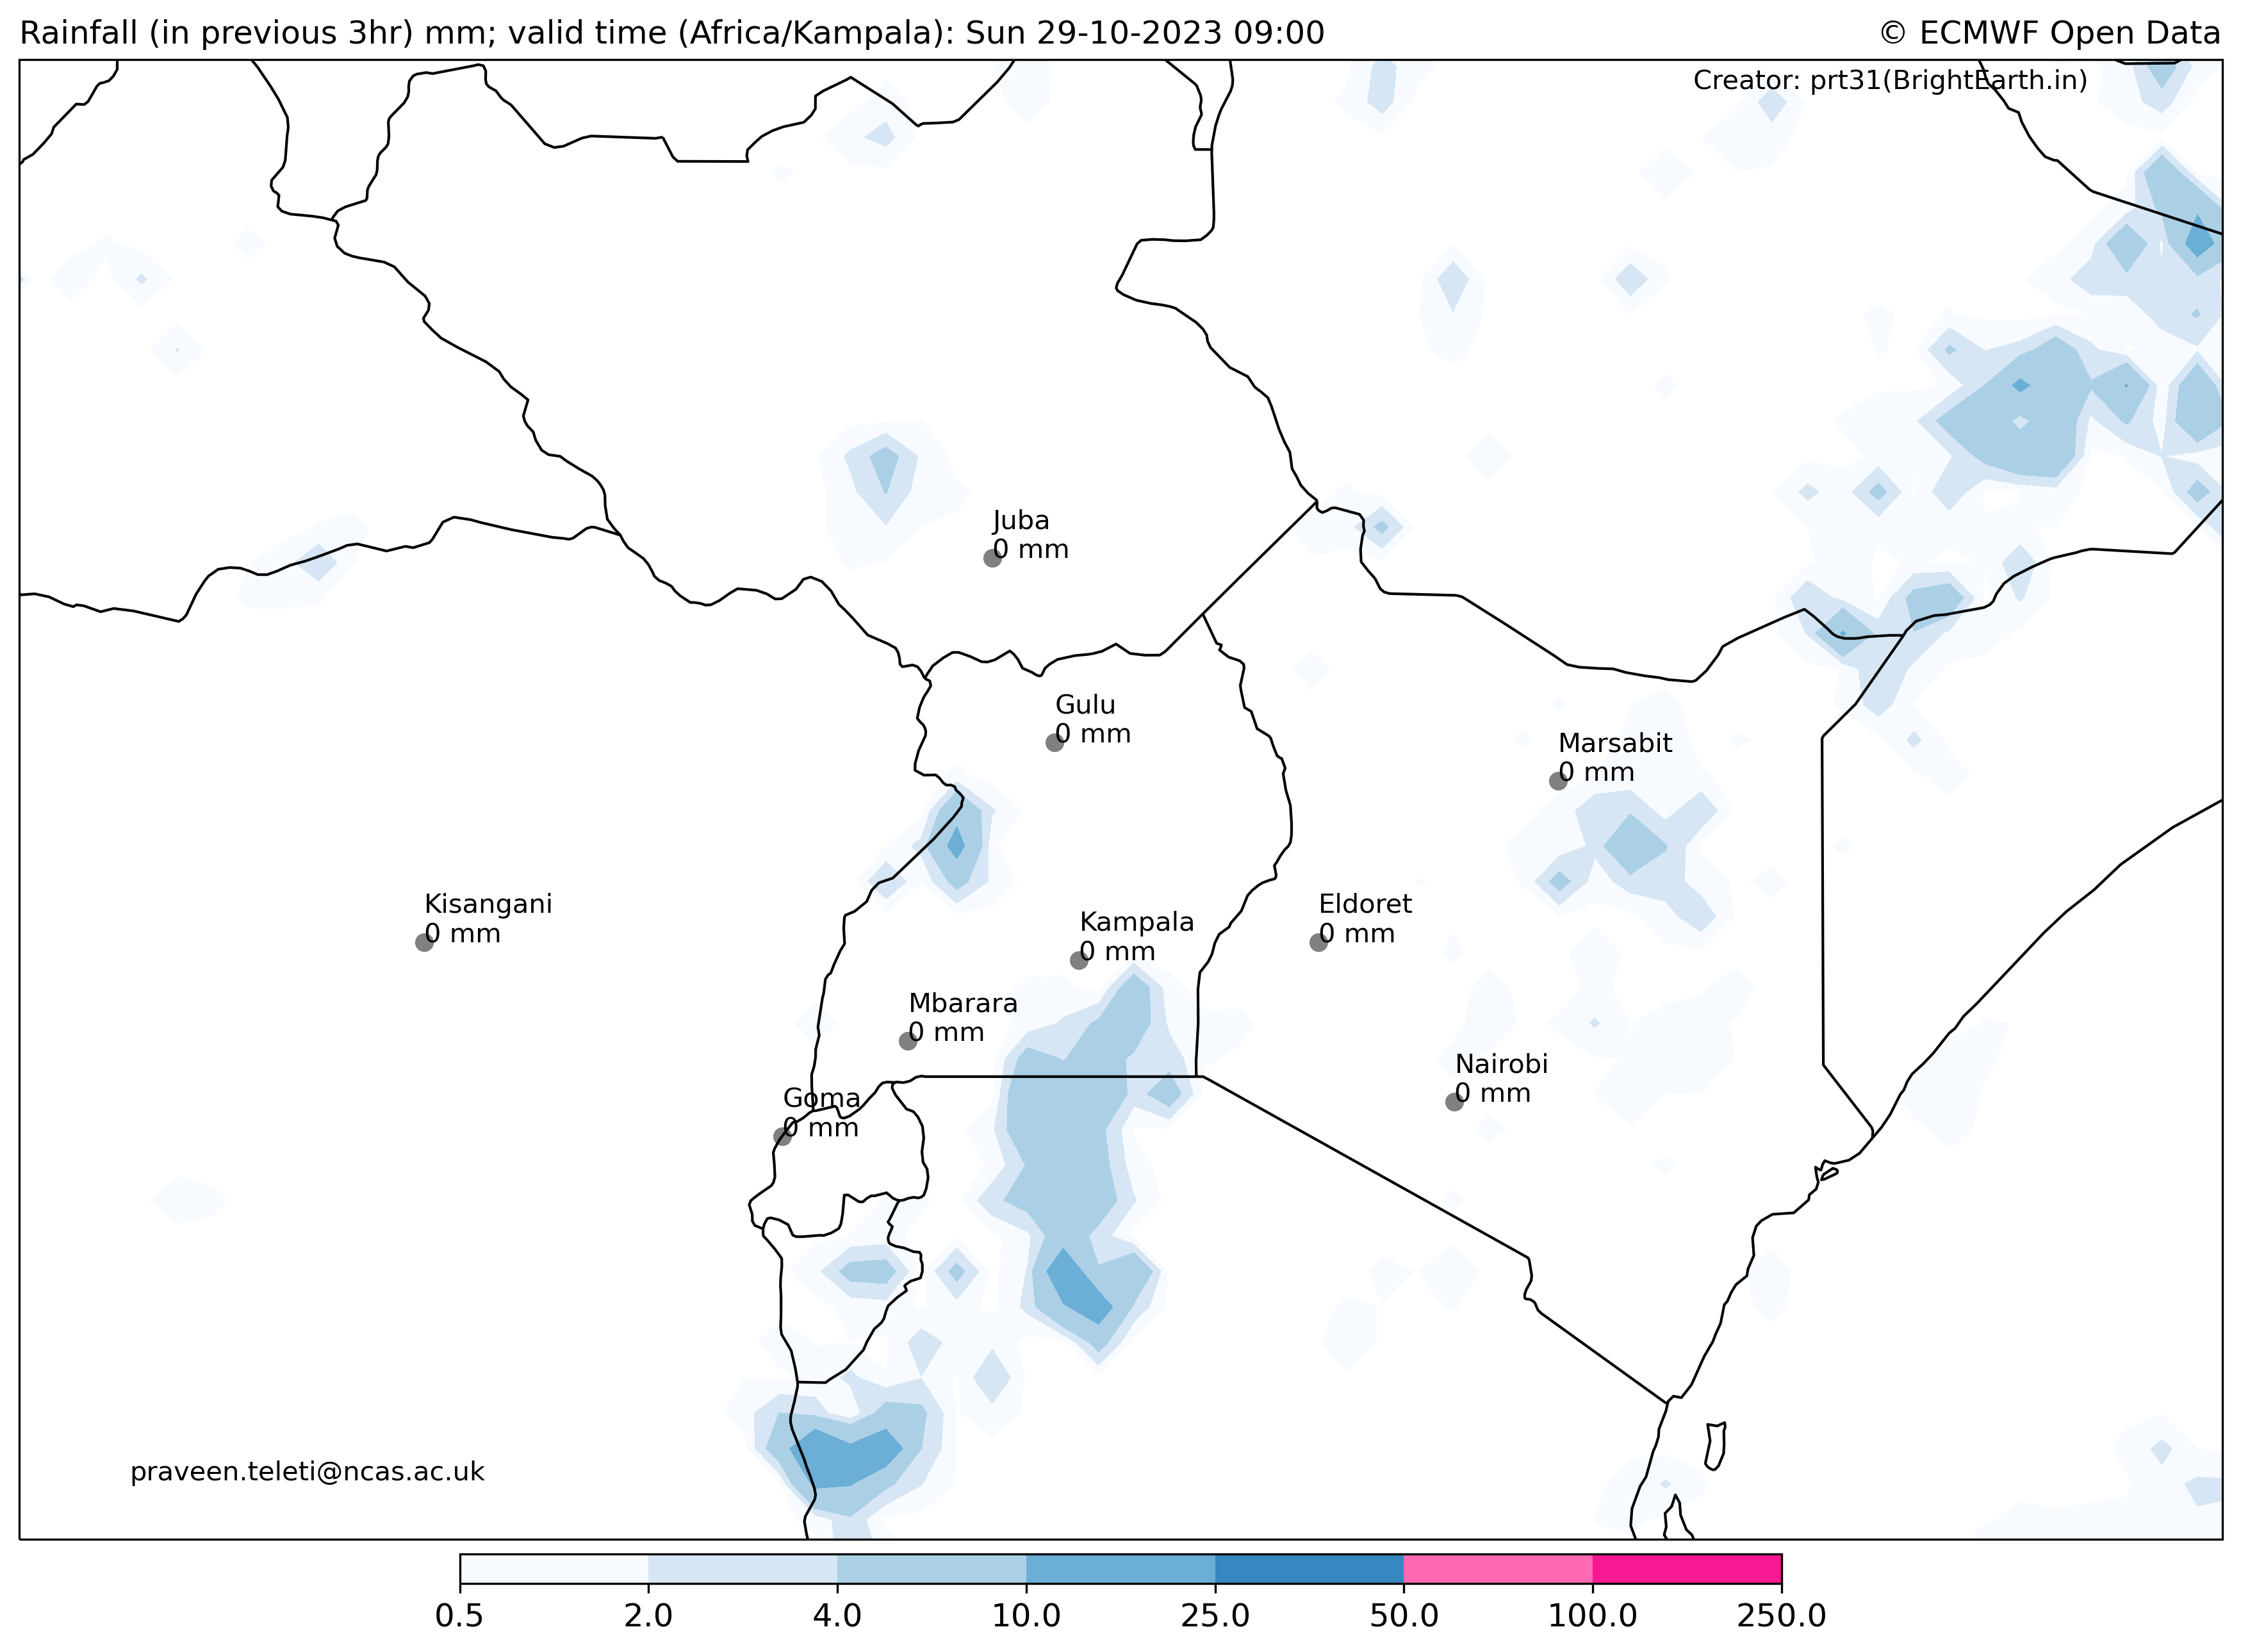 Rainfall (in previous 3hr) mm; valid time (Africa/Kampala): Sun 29-10-2023 09:00
© ECMWF Open Data
Creator: prt31(BrightEarth.in)
Juba
0 mm
Gulu
0 mm
Marsabit
0 mm
Kisangani
0 mm
Eldoret
0 mm
Kampala
0 mm
Mbarara
0 mm
Nairobi
0 mm
Goma
0 mm
praveen.teleti@ncas.ac.uk
0.5 2.0 4.0 10.0 25.0 50.0 100.0 250.0